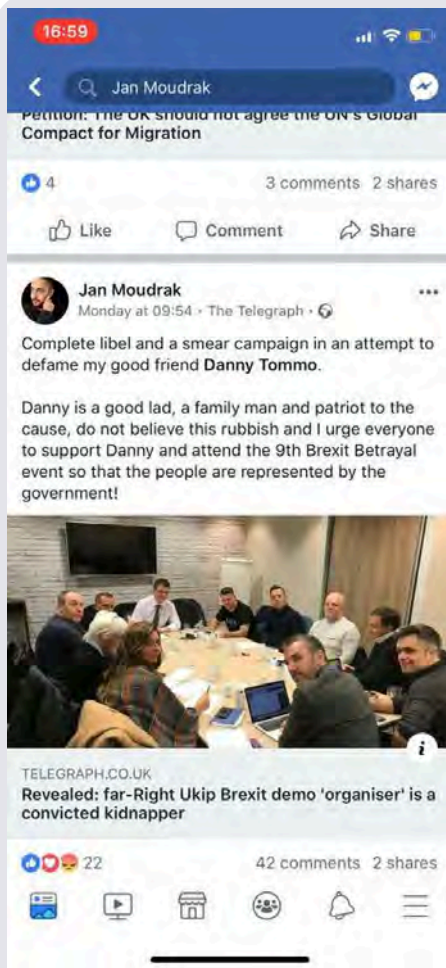 16:59
Jan Moudrak
Petition: The UK should not agree the UN's Global
Compact for Migration
4
3 comments 2 shares
Like
Comment
Share
Jan Moudrak
Monday at 09:54 · The Telegraph ·
Complete libel and a smear campaign in an attempt to
defame my good friend Danny Tommo.
Danny is a good lad, a family man and patriot to the
cause, do not believe this rubbish and I urge everyone
to support Danny and attend the 9th Brexit Betrayal
event so that the people are represented by the
government!
i
TELEGRAPH.CO.UK
Revealed: far-Right Ukip Brexit demo 'organiser' is a
convicted kidnapper
22
42 comments 2 shares